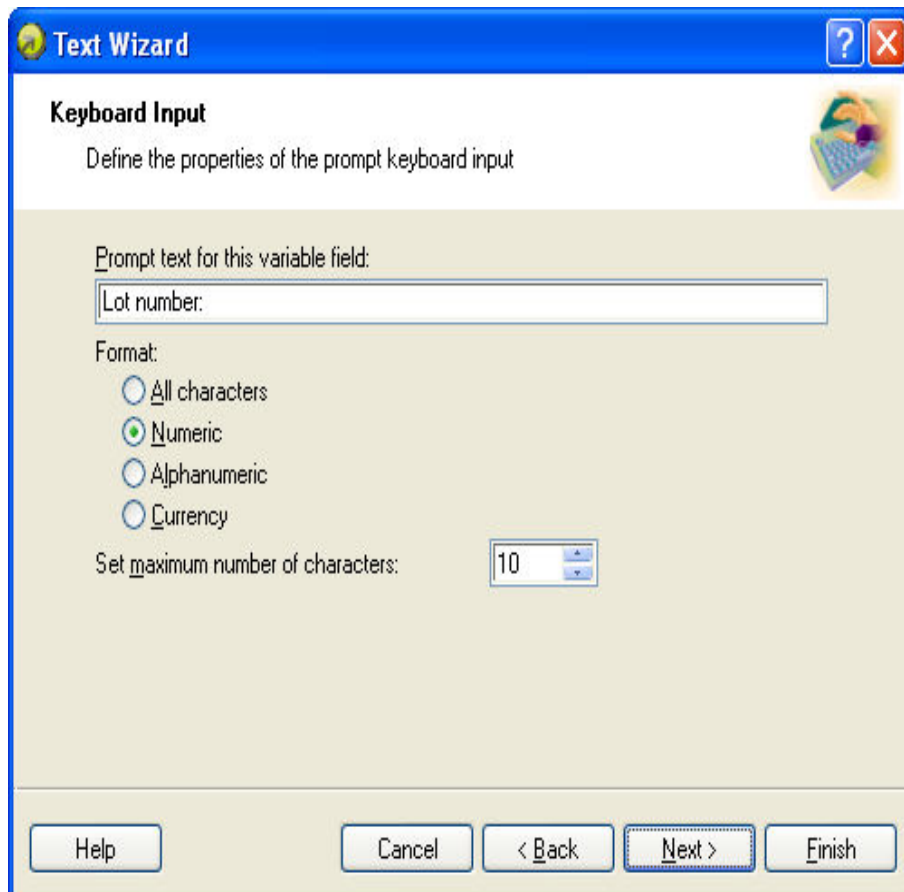 Text Wizard
Keyboard Input
Define the properties of the prompt keyboard input
Prompt text for this variable field:
Lot number:
Format:
All characters
Numeric
Alphanumeric
Currency
Set maximum number of characters: 10
Help Cancel < Back Next > Finish